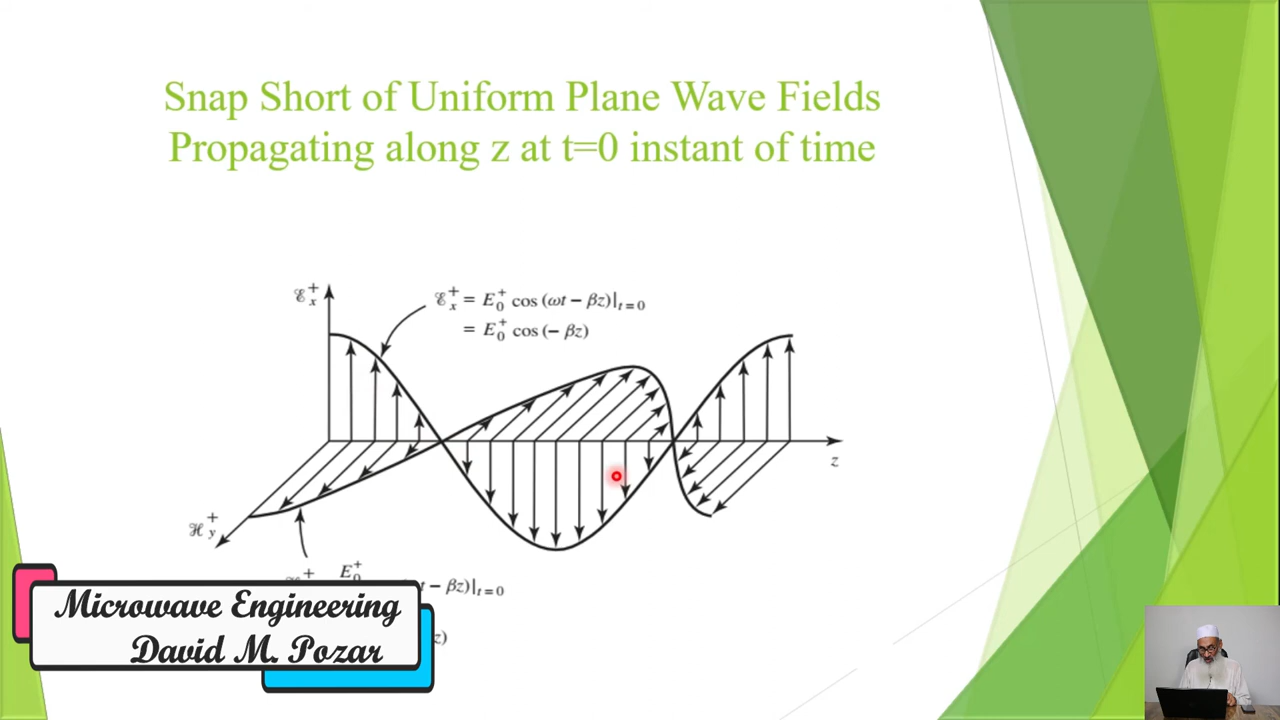 Snap Short of Uniform Plane Wave Fields
Propagating along z at t=0 instant of time
ℰₓ⁺
ℰₓ⁺ = E₀⁺ cos (ωt − βz)|ₜ₌₀
= E₀⁺ cos (− βz)
z
ℋ_y⁺
E₀⁺
t − βz)|ₜ₌₀
z)
Microwave Engineering
David M. Pozar